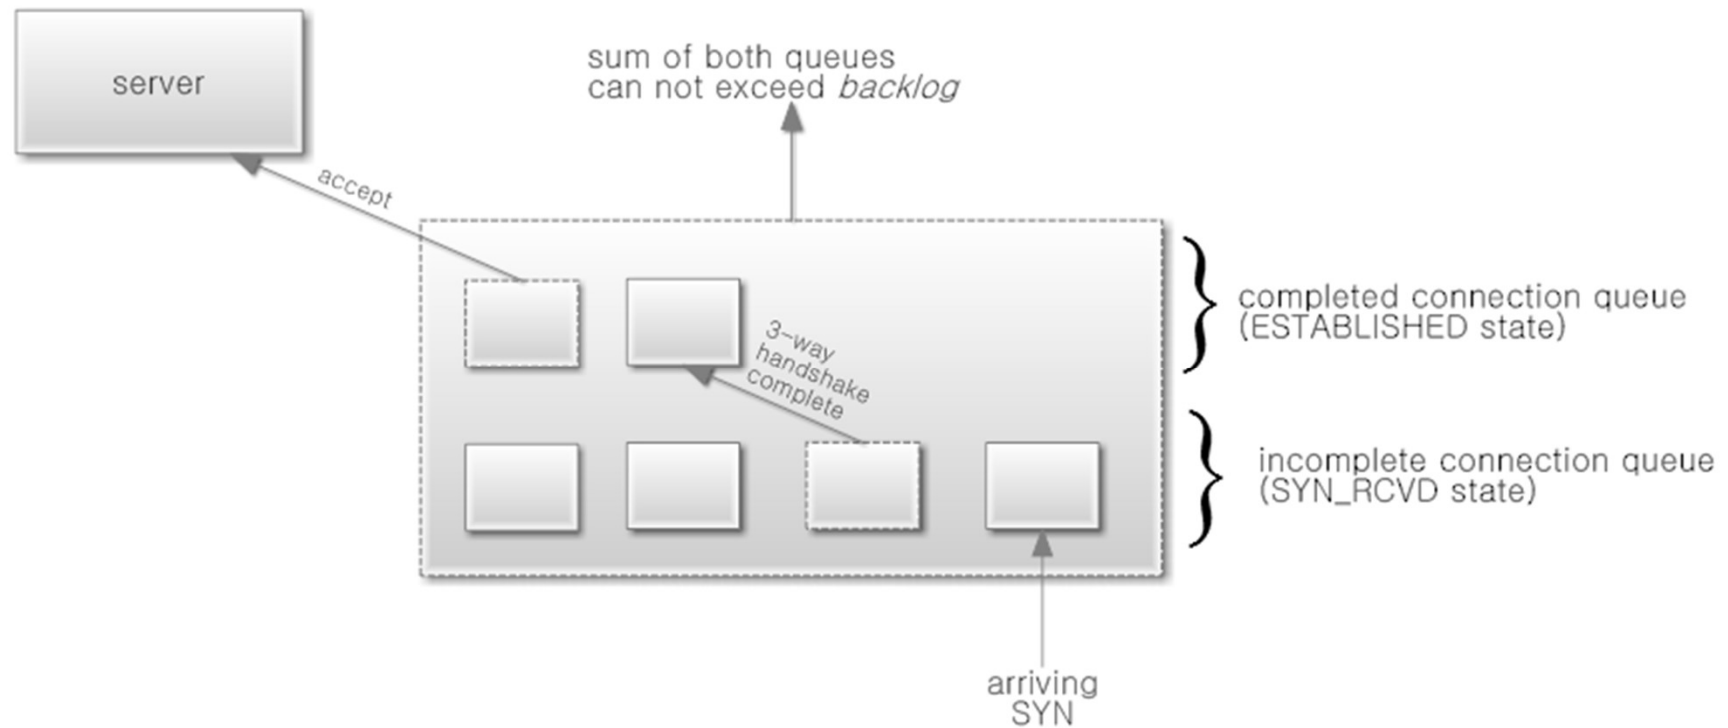 server
sum of both queues
can not exceed backlog
accept
3-way
handshake
complete
completed connection queue
(ESTABLISHED state)
incomplete connection queue
(SYN_RCVD state)
arriving
SYN